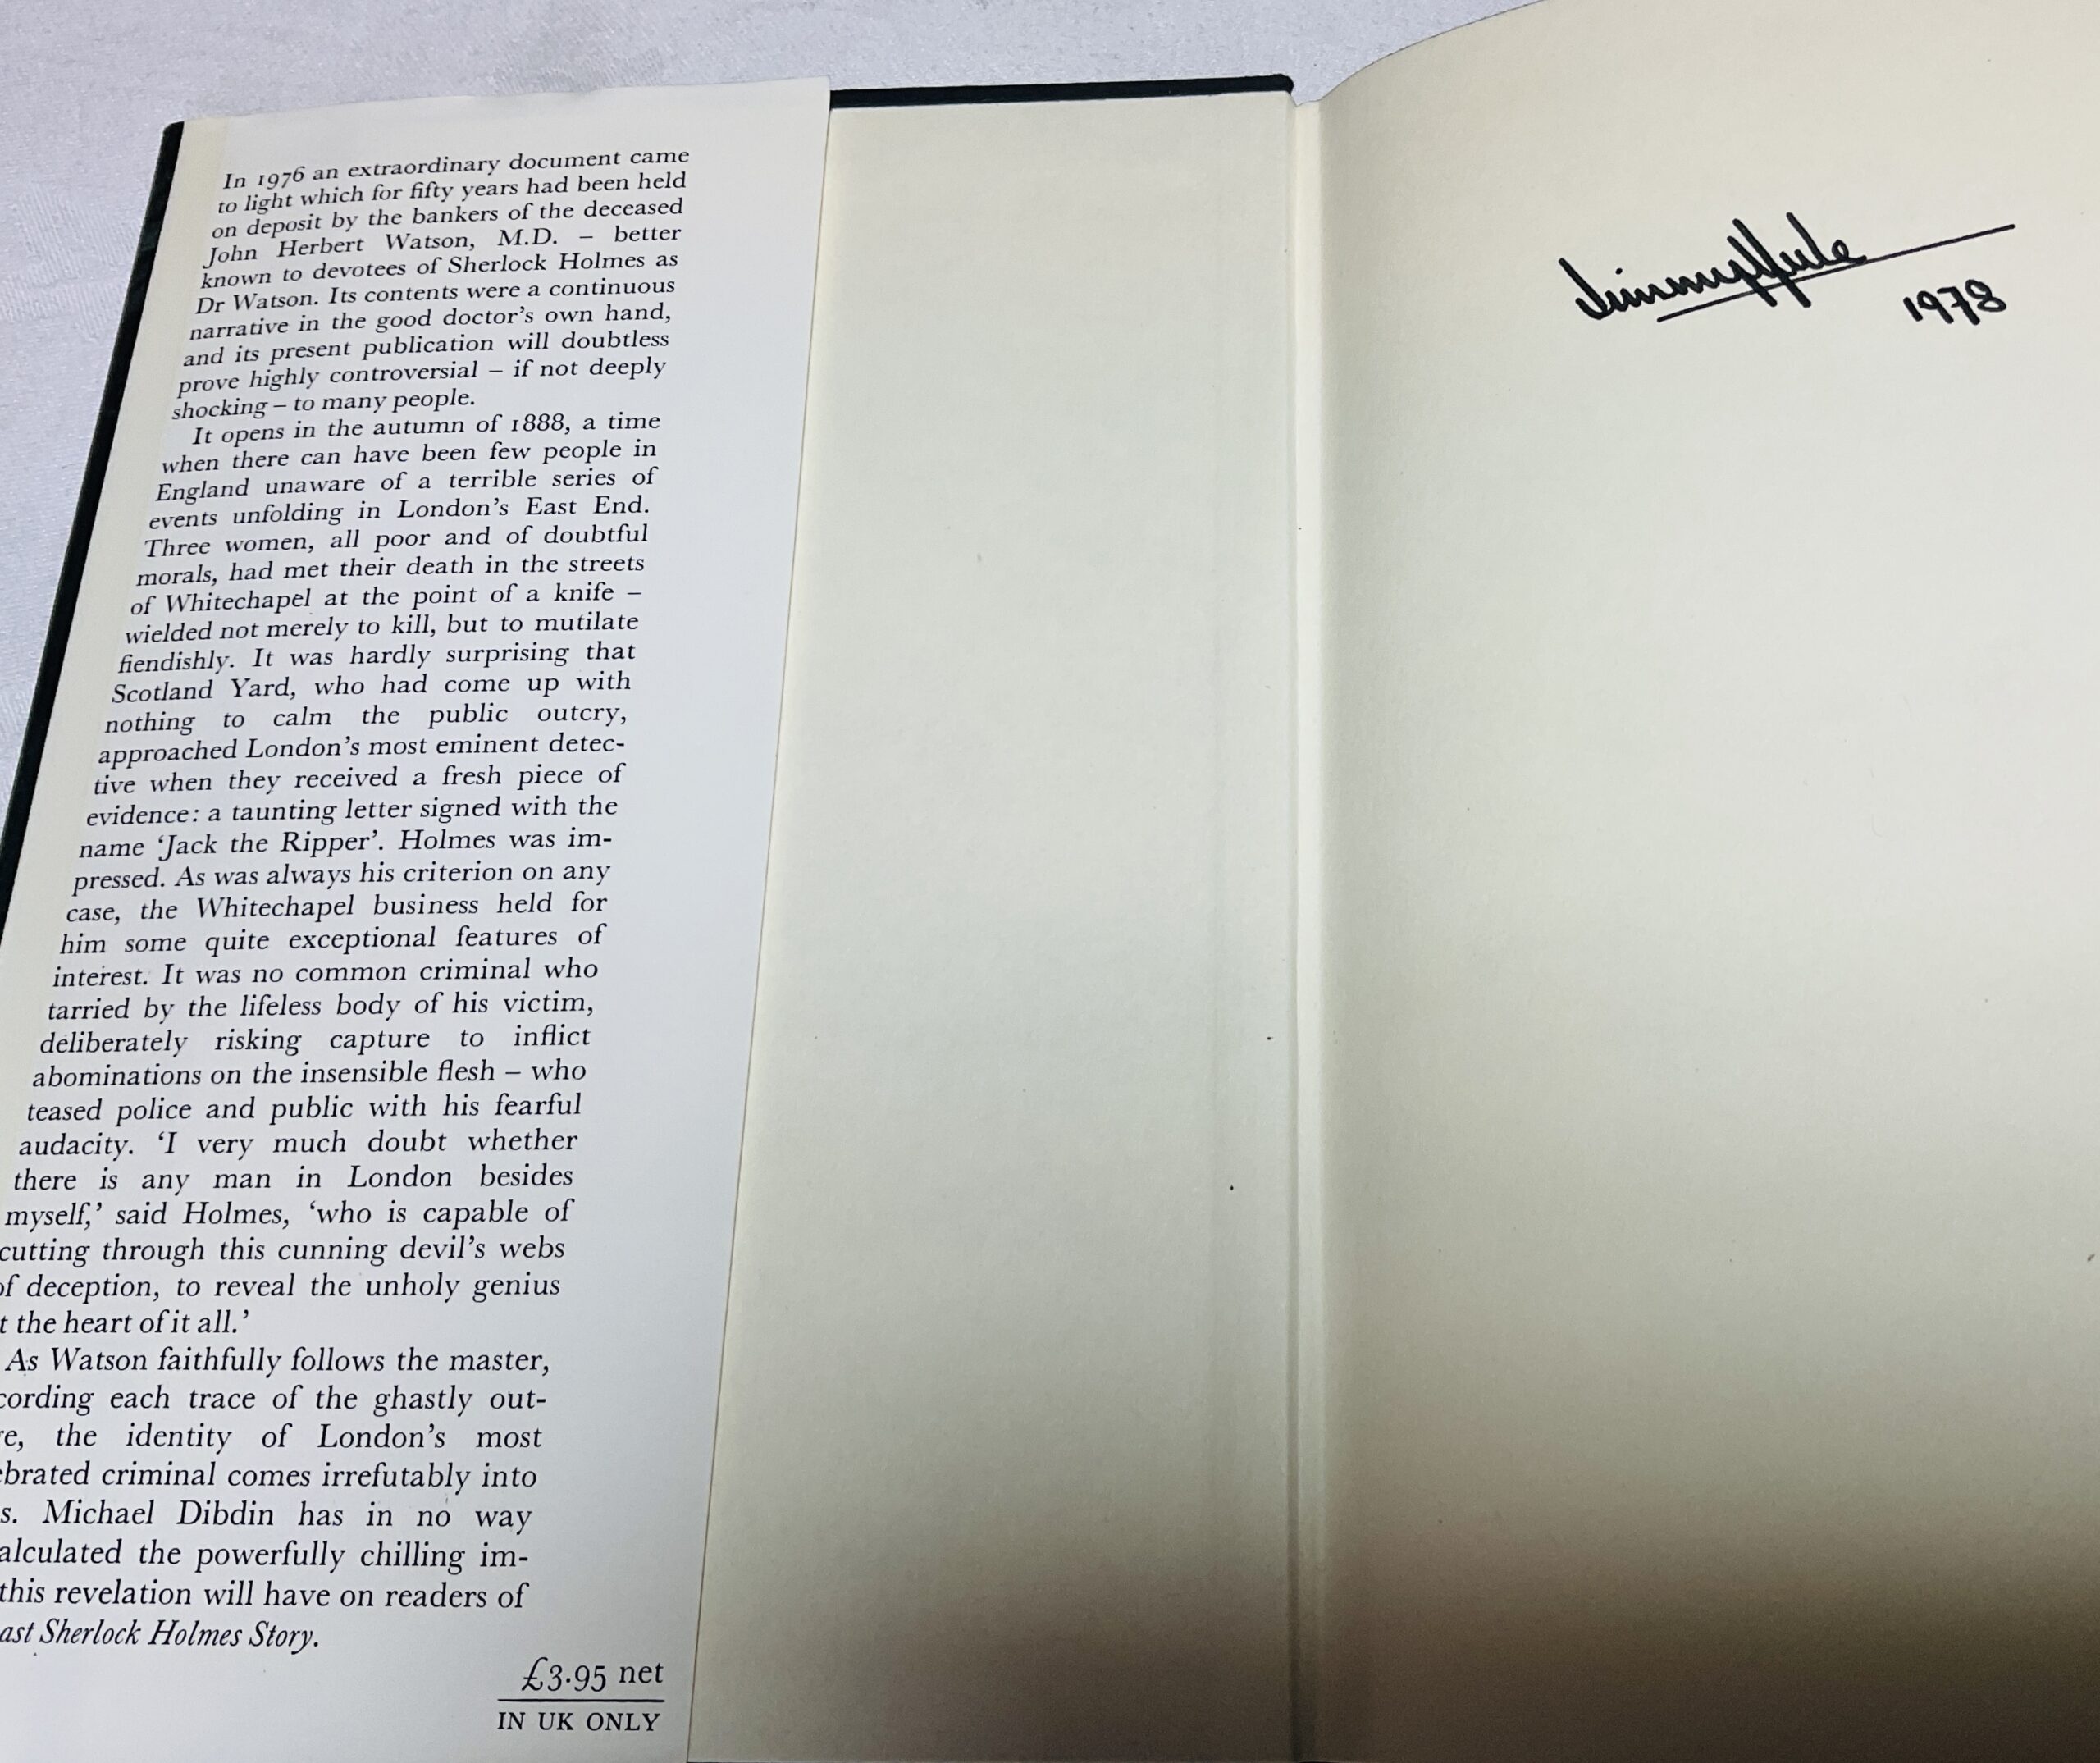 In 1976 an extraordinary document came
to light which for fifty years had been held
on deposit by the bankers of the deceased
John Herbert Watson, M.D. – better
known to devotees of Sherlock Holmes as
Dr Watson. Its contents were a continuous
narrative in the good doctor's own hand,
and its present publication will doubtless
prove highly controversial – if not deeply
shocking – to many people.
It opens in the autumn of 1888, a time
when there can have been few people in
England unaware of a terrible series of
events unfolding in London's East End.
Three women, all poor and of doubtful
morals, had met their death in the streets
of Whitechapel at the point of a knife –
wielded not merely to kill, but to mutilate
fiendishly. It was hardly surprising that
Scotland Yard, who had come up with
nothing to calm the public outcry,
approached London's most eminent detec-
tive when they received a fresh piece of
evidence: a taunting letter signed with the
name ‘Jack the Ripper’. Holmes was im-
pressed. As was always his criterion on any
case, the Whitechapel business held for
him some quite exceptional features of
interest. It was no common criminal who
tarried by the lifeless body of his victim,
deliberately risking capture to inflict
abominations on the insensible flesh – who
teased police and public with his fearful
audacity. ‘I very much doubt whether
there is any man in London besides
myself,’ said Holmes, ‘who is capable of
cutting through this cunning devil's webs
of deception, to reveal the unholy genius
t the heart of it all.’
As Watson faithfully follows the master,
cording each trace of the ghastly out-
e, the identity of London's most
ebrated criminal comes irrefutably into
s. Michael Dibdin has in no way
alculated the powerfully chilling im-
this revelation will have on readers of
ast Sherlock Holmes Story.
£3.95 net
IN UK ONLY
Jimmy
1978